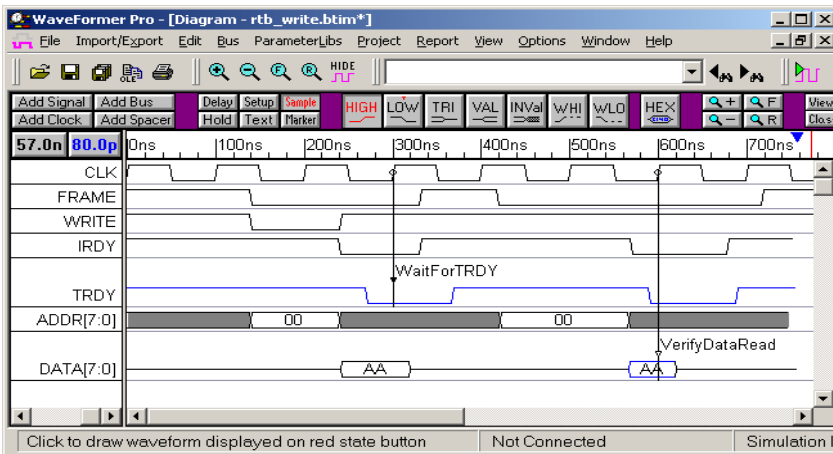 WaveFormer Pro - [Diagram - rtb_write.btim*]
File Import/Export Edit Bus ParameterLibs Project Report View Options Window Help
OLE HIDE
Add Signal Add Bus Delay Setup Sample HIGH LOW TRI VAL INVal WHI WLO HEX + F View
Add Clock Add Spacer Hold Text Marker - R Clos
57.0n 80.0p 0ns 100ns 200ns 300ns 400ns 500ns 600ns 700ns
CLK
FRAME
WRITE
IRDY
WaitForTRDY
TRDY
ADDR[7:0] 00 00
VerifyDataRead
DATA[7:0] AA AA
Click to draw waveform displayed on red state button Not Connected Simulation